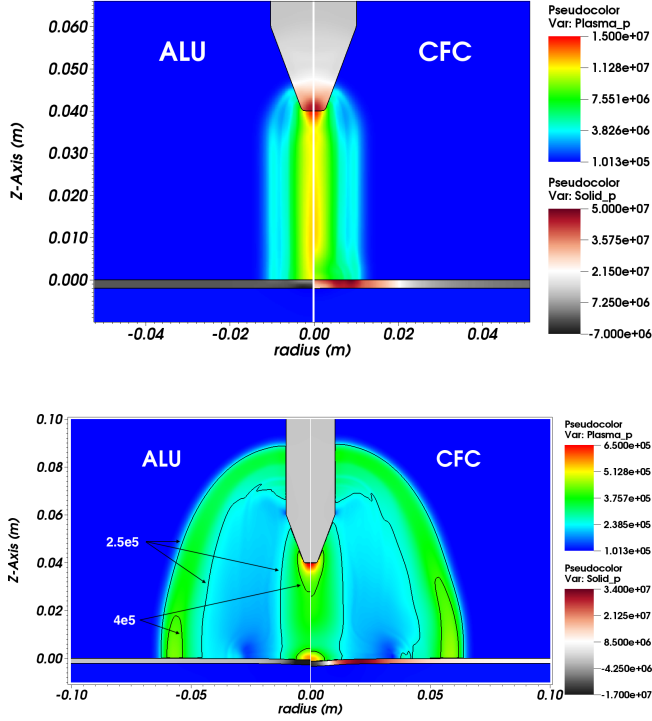 Pseudocolor
Var: Plasma_p
1.500e+07
1.128e+07
7.551e+06
3.826e+06
1.013e+05
Pseudocolor
Var: Solid_p
5.000e+07
3.575e+07
2.150e+07
7.250e+06
-7.000e+06
ALU CFC
Z-Axis (m)
0.060
0.050
0.040
0.030
0.020
0.010
0.000
-0.04 -0.02 0.00 0.02 0.04
radius (m)
Pseudocolor
Var: Plasma_p
6.500e+05
5.128e+05
3.757e+05
2.385e+05
1.013e+05
Pseudocolor
Var: Solid_p
3.400e+07
2.125e+07
8.500e+06
-4.250e+06
-1.700e+07
ALU CFC
2.5e5
4e5
Z-Axis (m)
0.10
0.08
0.06
0.04
0.02
0.00
-0.10 -0.05 0.00 0.05 0.10
radius (m)